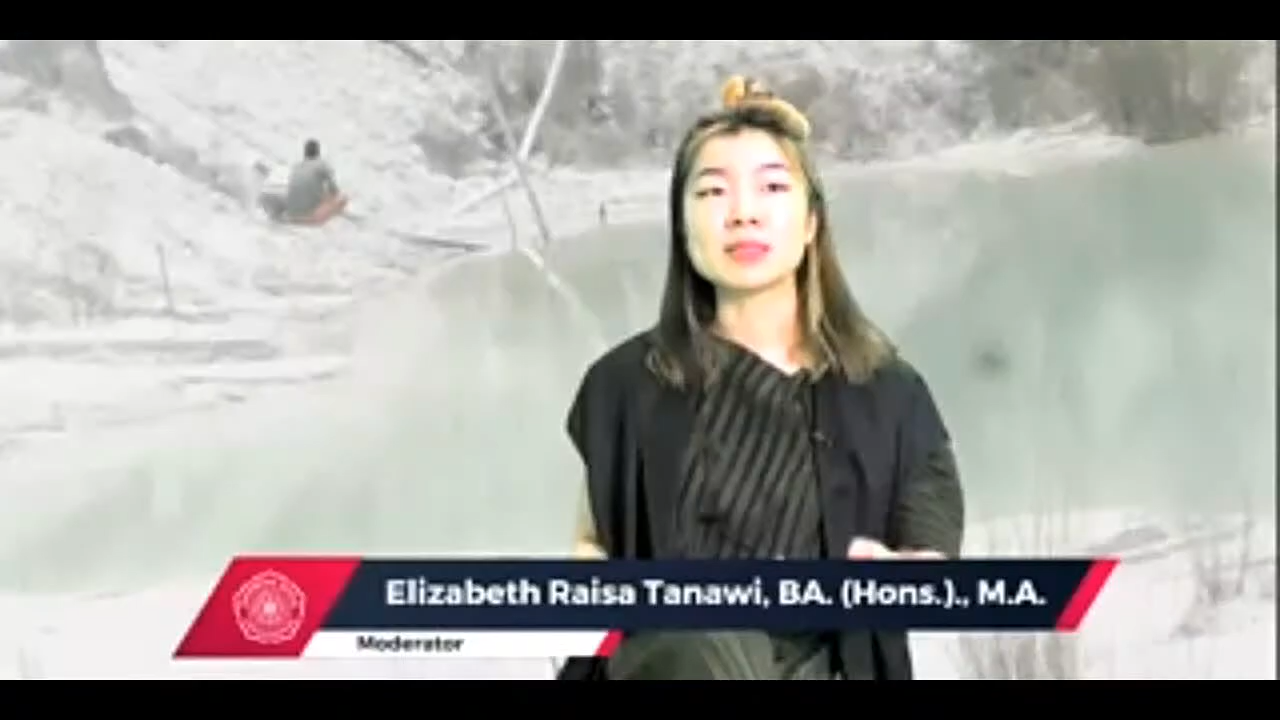 Elizabeth Raisa Tanawi, BA. (Hons.)., M.A.
Moderator